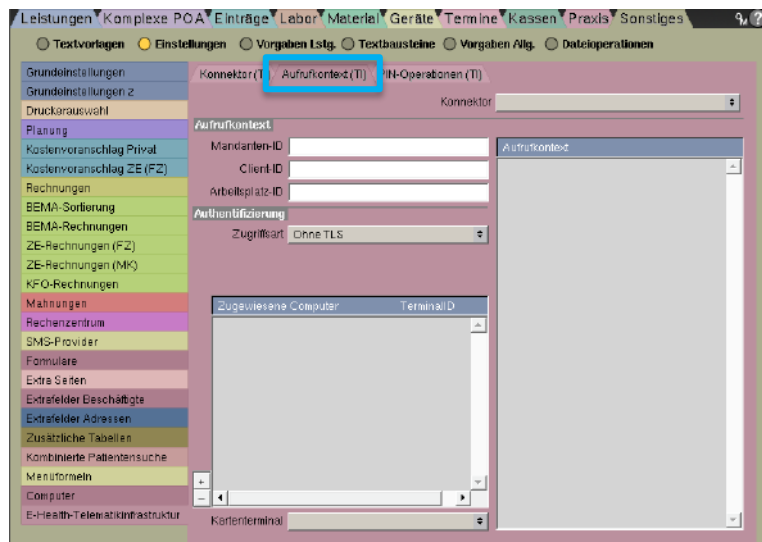 Leistungen Komplexe POA Einträge Labor Material Geräte Termine Kassen Praxis Sonstiges
Textvorlagen Einstellungen Vorgaben Lstg. Textbausteine Vorgaben Allg. Dateioperationen
Grundeinstellungen
Konnektor (TI) Aufrufkontext (TI) PIN-Operationen (TI)
Grundeinstellungen 2
Konnektor
Druckerauswahl
Planung
Aufrufkontext
Kostenvoranschlag Privat
Mandanten-ID
Aufrufkontext
Kostenvoranschlag ZE (FZ)
Client-ID
Rechnungen
Arbeitsplatz-ID
BEMA-Sortierung
Authentifizierung
BEMA-Rechnungen
Zugriffsart Ohne TLS
ZE-Rechnungen (FZ)
ZE-Rechnungen (MK)
KFO-Rechnungen
Mahnungen
Zugewiesene Computer TerminalID
Rechenzentrum
SMS-Provider
Formulare
Extra Seiten
Extrafelder Beschäftigte
Extrafelder Adressen
Zusätzliche Tabellen
Kombinierte Patientensuche
Menüformeln
+
Computer
–
E-Health-Telematikinfrastruktur
Kartenterminal